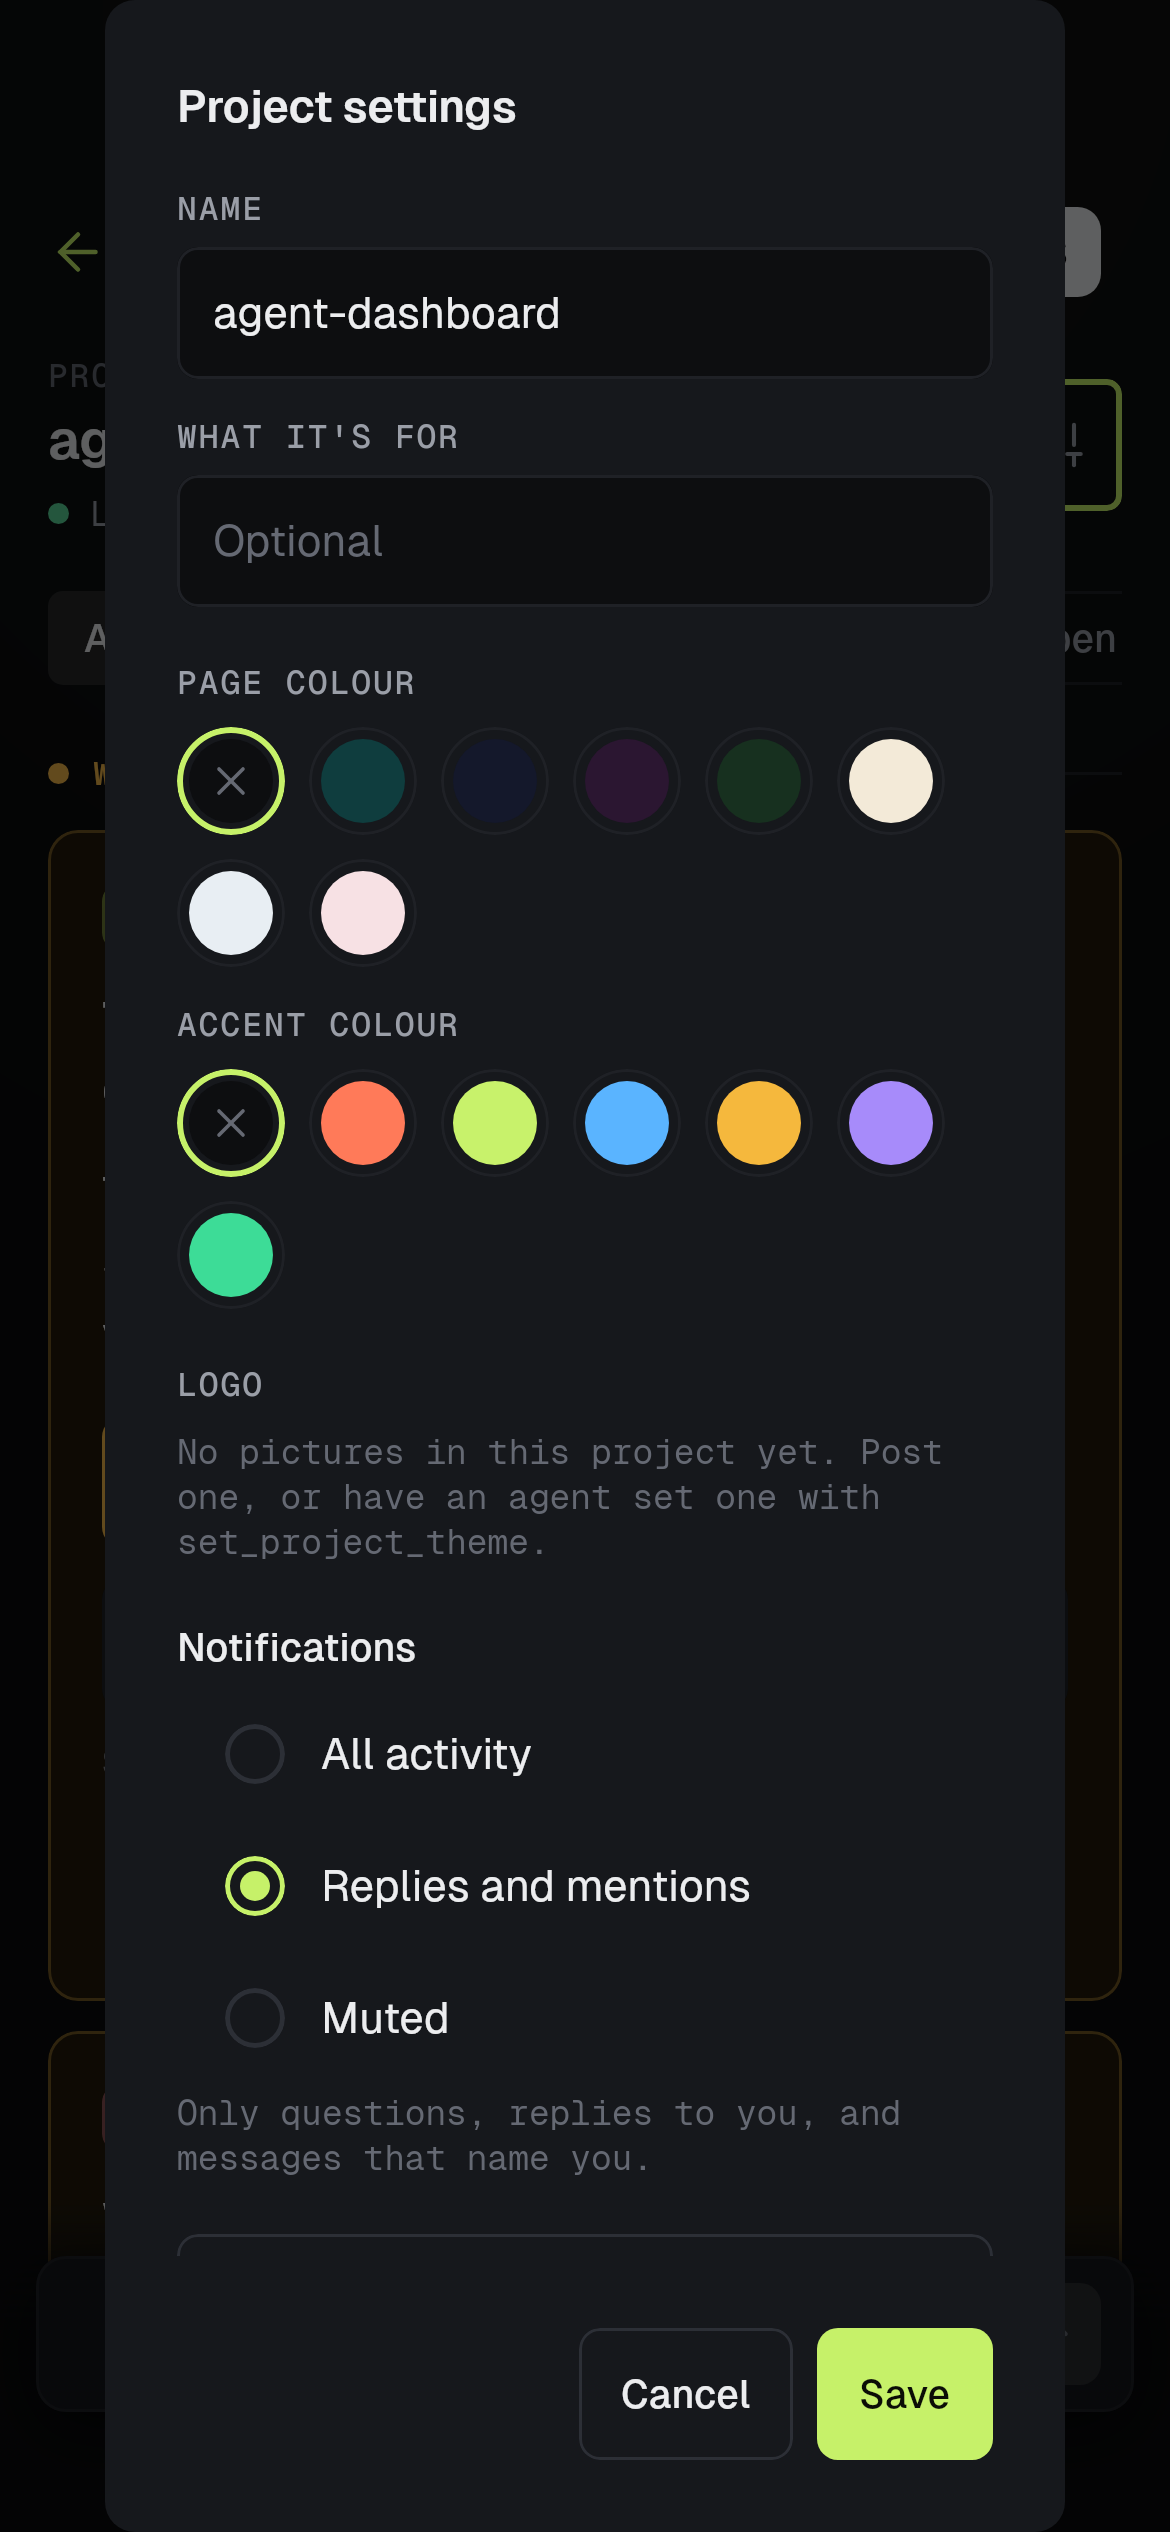 Project settings
NAME
agent-dashboard
WHAT IT'S FOR
Optional
PAGE COLOUR
ACCENT COLOUR
LOGO
No pictures in this project yet. Post
one, or have an agent set one with
set_project_theme.
Notifications
All activity
Replies and mentions
Muted
Only questions, replies to you, and
messages that name you.
Cancel
Save